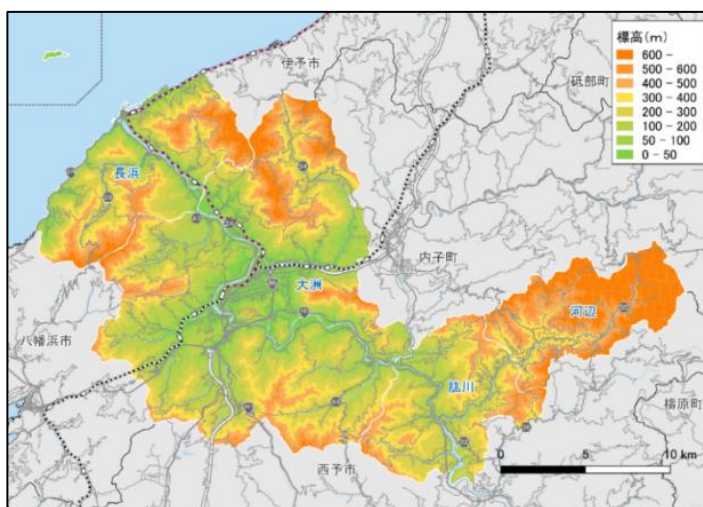 標高(m)
600 -
500 - 600
400 - 500
300 - 400
200 - 300
100 - 200
50 - 100
0 - 50
伊予市
砥部町
長浜
内子町
大洲
河辺
八幡浜市
肱川
檮原町
西予市
0 5 10 km